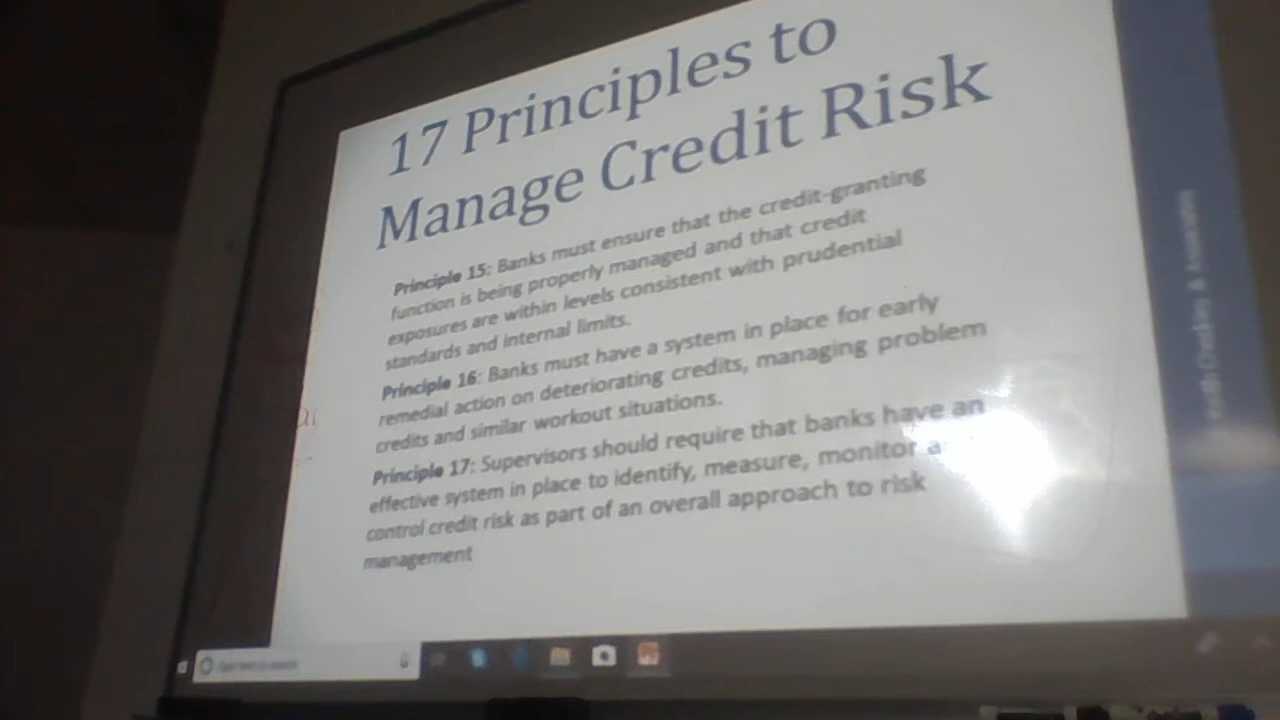 17 Principles to
Manage Credit Risk
Principle 15: Banks must ensure that the credit-granting
function is being properly managed and that credit
exposures are within levels consistent with prudential
standards and internal limits.
Principle 16: Banks must have a system in place for early
remedial action on deteriorating credits, managing problem
credits and similar workout situations.
Principle 17: Supervisors should require that banks have an
effective system in place to identify, measure, monitor a
control credit risk as part of an overall approach to risk
management